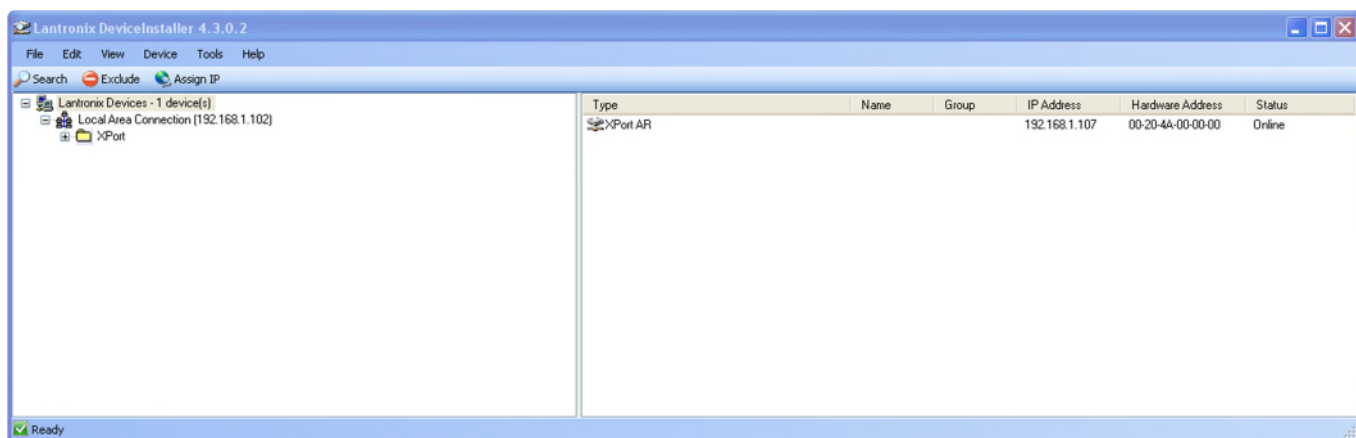 Lantronix DeviceInstaller 4.3.0.2
File Edit View Device Tools Help
Search Exclude Assign IP
Lantronix Devices - 1 device(s)
Local Area Connection (192.168.1.102)
XPort
Type Name Group IP Address Hardware Address Status
XPort AR 192.168.1.107 00-20-4A-00-00-00 Online
Ready